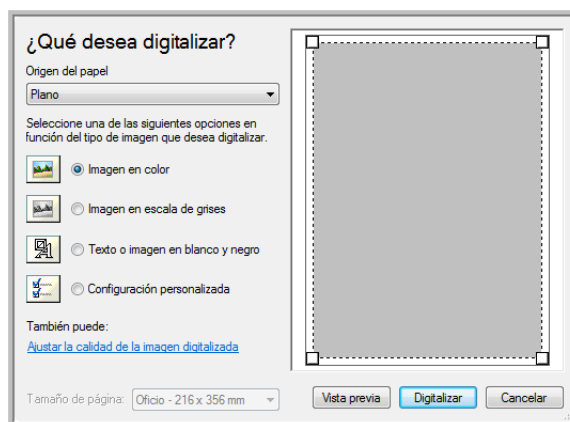 ¿Qué desea digitalizar?
Origen del papel
Plano
Seleccione una de las siguientes opciones en
función del tipo de imagen que desea digitalizar.
Imagen en color
Imagen en escala de grises
Texto o imagen en blanco y negro
Configuración personalizada
También puede:
Ajustar la calidad de la imagen digitalizada
Tamaño de página: Oficio - 216 x 356 mm
Vista previa Digitalizar Cancelar